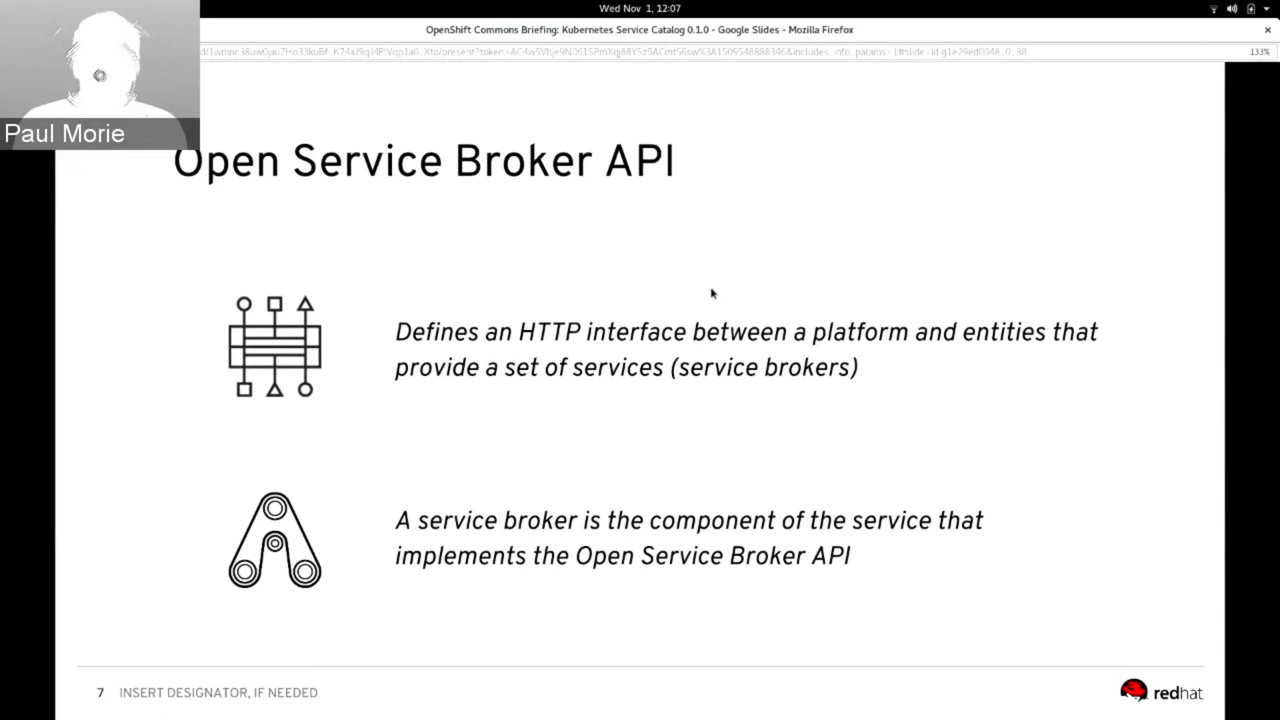 Wed Nov 1, 12:07
OpenShift Commons Briefing: Kubernetes Service Catalog 0.1.0 - Google Slides - Mozilla Firefox
133%
Paul Morie
Open Service Broker API
Defines an HTTP interface between a platform and entities that
provide a set of services (service brokers)
A service broker is the component of the service that
implements the Open Service Broker API
7 INSERT DESIGNATOR, IF NEEDED
redhat